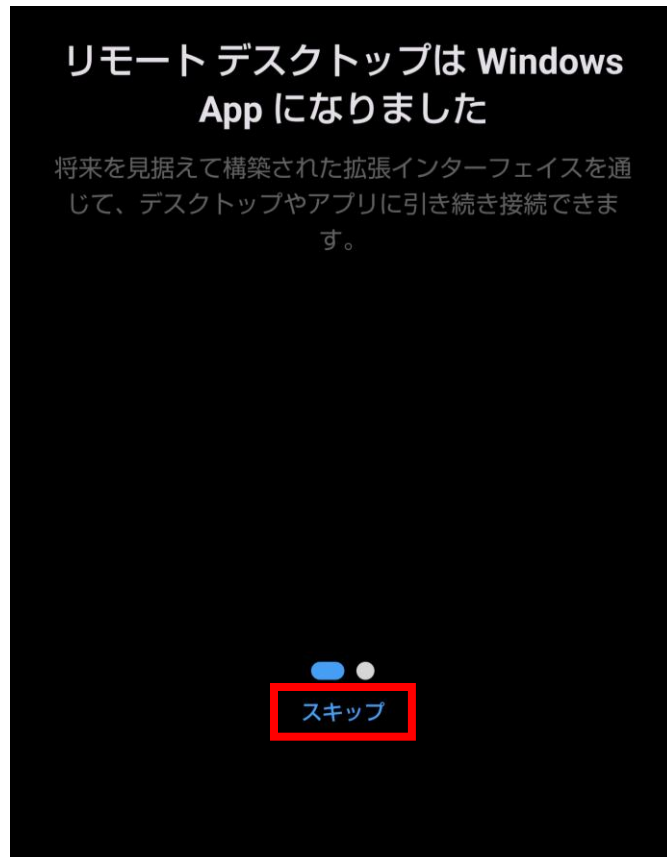 リモート デスクトップは Windows
App になりました
将来を見据えて構築された拡張インターフェイスを通
じて、デスクトップやアプリに引き続き接続できま
す。
スキップ